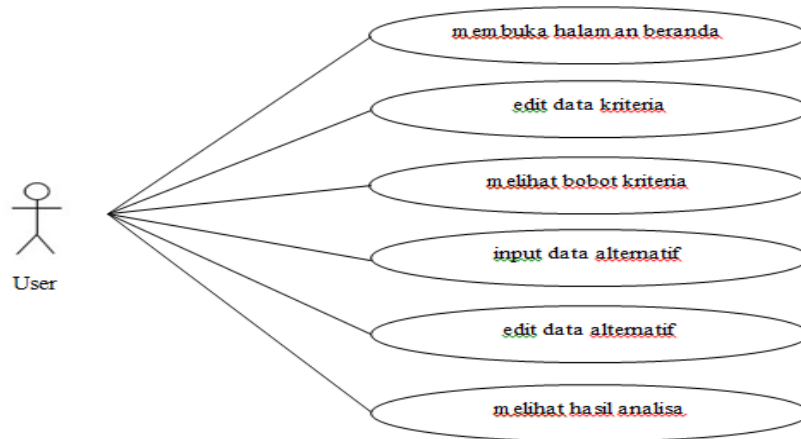 membuka halaman beranda
edit data kriteria
melihat bobot kriteria
input data alternatif
edit data alternatif
melihat hasil analisa
User